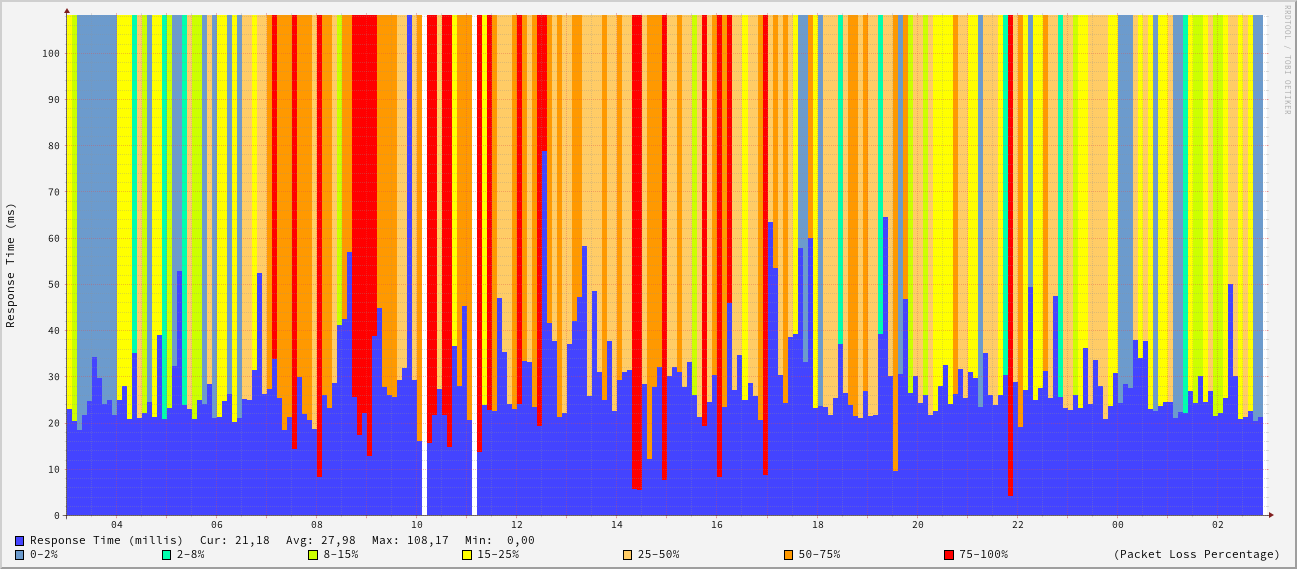 RRDTOOL / TOBI OETIKER
Response Time (ms)
100
90
80
70
60
50
40
30
20
10
0
04 06 08 10 12 14 16 18 20 22 00 02
Response Time (millis) Cur: 21,18 Avg: 27,98 Max: 108,17 Min: 0,00
0-2% 2-8% 8-15% 15-25% 25-50% 50-75% 75-100% (Packet Loss Percentage)